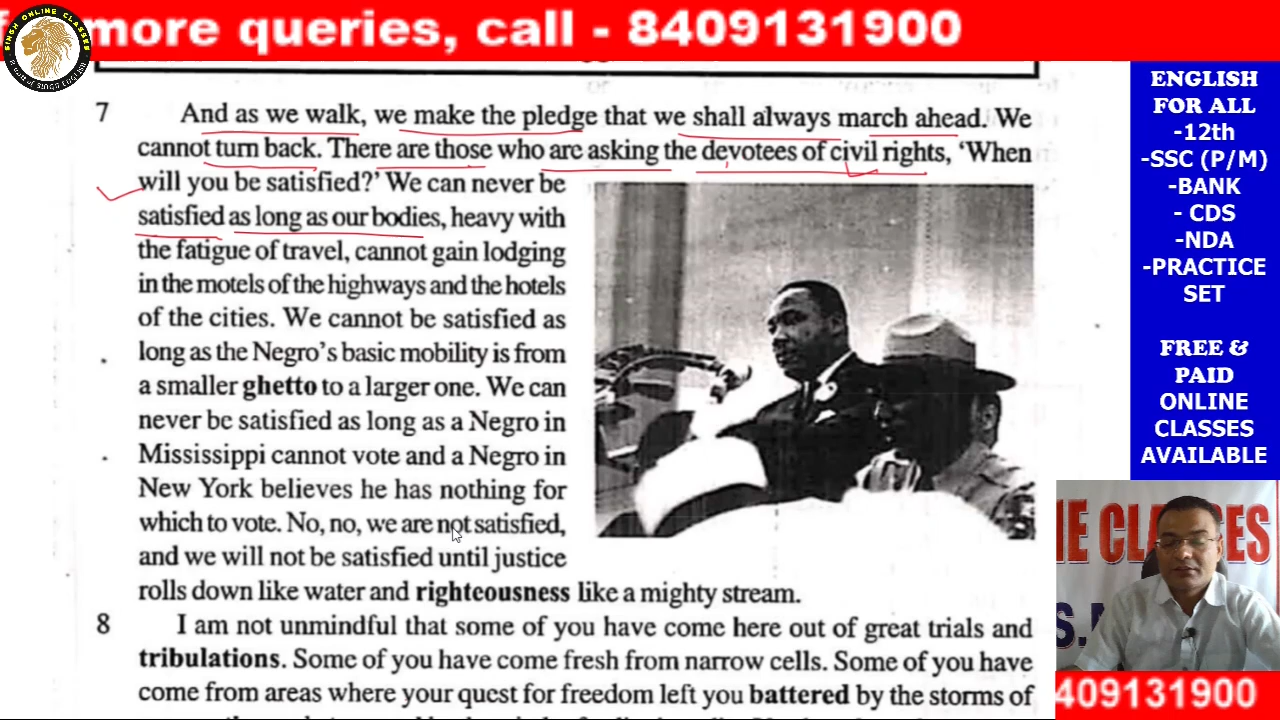 more queries, call - 8409131900
SINGH ONLINE CLASSES
7 And as we walk, we make the pledge that we shall always march ahead. We
cannot turn back. There are those who are asking the devotees of civil rights, ‘When
will you be satisfied?’ We can never be
satisfied as long as our bodies, heavy with
the fatigue of travel, cannot gain lodging
in the motels of the highways and the hotels
of the cities. We cannot be satisfied as
long as the Negro’s basic mobility is from
a smaller ghetto to a larger one. We can
never be satisfied as long as a Negro in
Mississippi cannot vote and a Negro in
New York believes he has nothing for
which to vote. No, no, we are not satisfied,
and we will not be satisfied until justice
rolls down like water and righteousness like a mighty stream.
8 I am not unmindful that some of you have come here out of great trials and
tribulations. Some of you have come fresh from narrow cells. Some of you have
come from areas where your quest for freedom left you battered by the storms of
ENGLISH
FOR ALL
-12th
-SSC (P/M)
-BANK
- CDS
-NDA
-PRACTICE
SET
FREE &
PAID
ONLINE
CLASSES
AVAILABLE
409131900